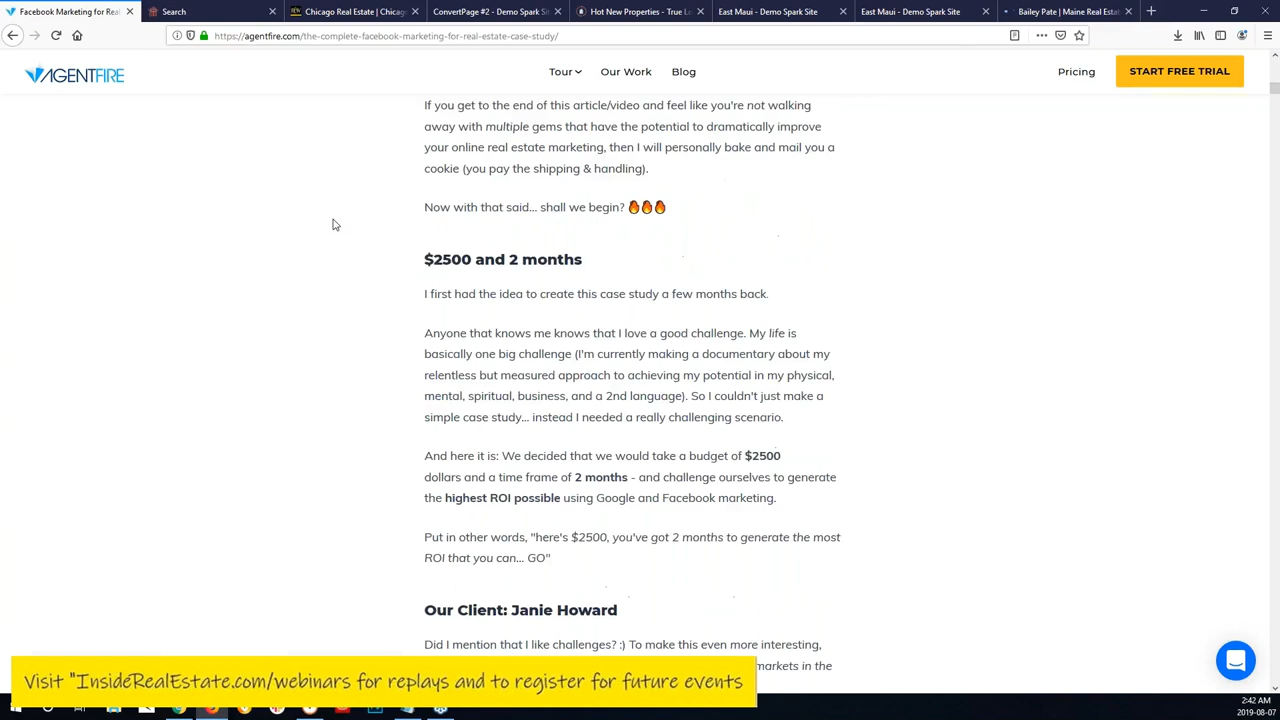 Facebook Marketing for Rea
Search
Chicago Real Estate | Chicago
ConvertPage #2 - Demo Spark Sit
Hot New Properties - True Le
East Maui - Demo Spark Site
East Maui - Demo Spark Site
Bailey Pate | Maine Real Esta
https://agentfire.com/the-complete-facebook-marketing-for-real-estate-case-study/
AGENTFIRE
Tour
Our Work
Blog
Pricing
START FREE TRIAL
If you get to the end of this article/video and feel like you're not walking
away with multiple gems that have the potential to dramatically improve
your online real estate marketing, then I will personally bake and mail you a
cookie (you pay the shipping & handling).
Now with that said... shall we begin? 🔥🔥🔥
$2500 and 2 months
I first had the idea to create this case study a few months back.
Anyone that knows me knows that I love a good challenge. My life is
basically one big challenge (I'm currently making a documentary about my
relentless but measured approach to achieving my potential in my physical,
mental, spiritual, business, and a 2nd language). So I couldn't just make a
simple case study... instead I needed a really challenging scenario.
And here it is: We decided that we would take a budget of $2500
dollars and a time frame of 2 months - and challenge ourselves to generate
the highest ROI possible using Google and Facebook marketing.
Put in other words, "here's $2500, you've got 2 months to generate the most
ROI that you can... GO"
Our Client: Janie Howard
Did I mention that I like challenges? :) To make this even more interesting,
markets in the
Visit "InsideRealEstate.com/webinars for replays and to register for future events
2:42 AM
2019-08-07